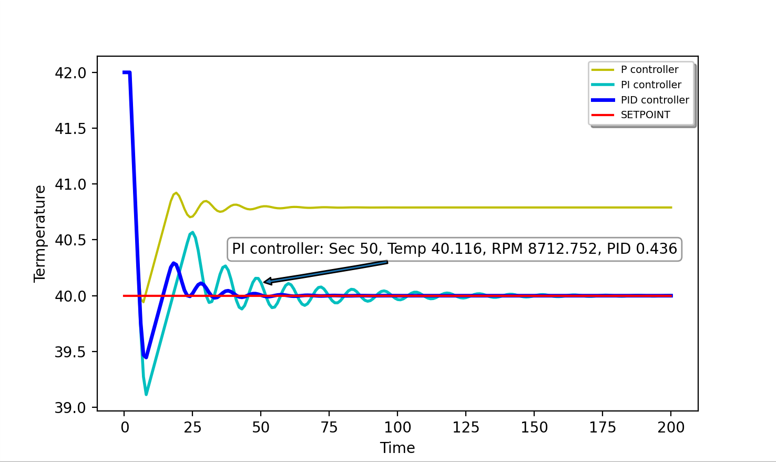 42.0
41.5
41.0
40.5
40.0
39.5
39.0
Termperature
P controller
PI controller
PID controller
SETPOINT
PI controller: Sec 50, Temp 40.116, RPM 8712.752, PID 0.436
0 25 50 75 100 125 150 175 200
Time